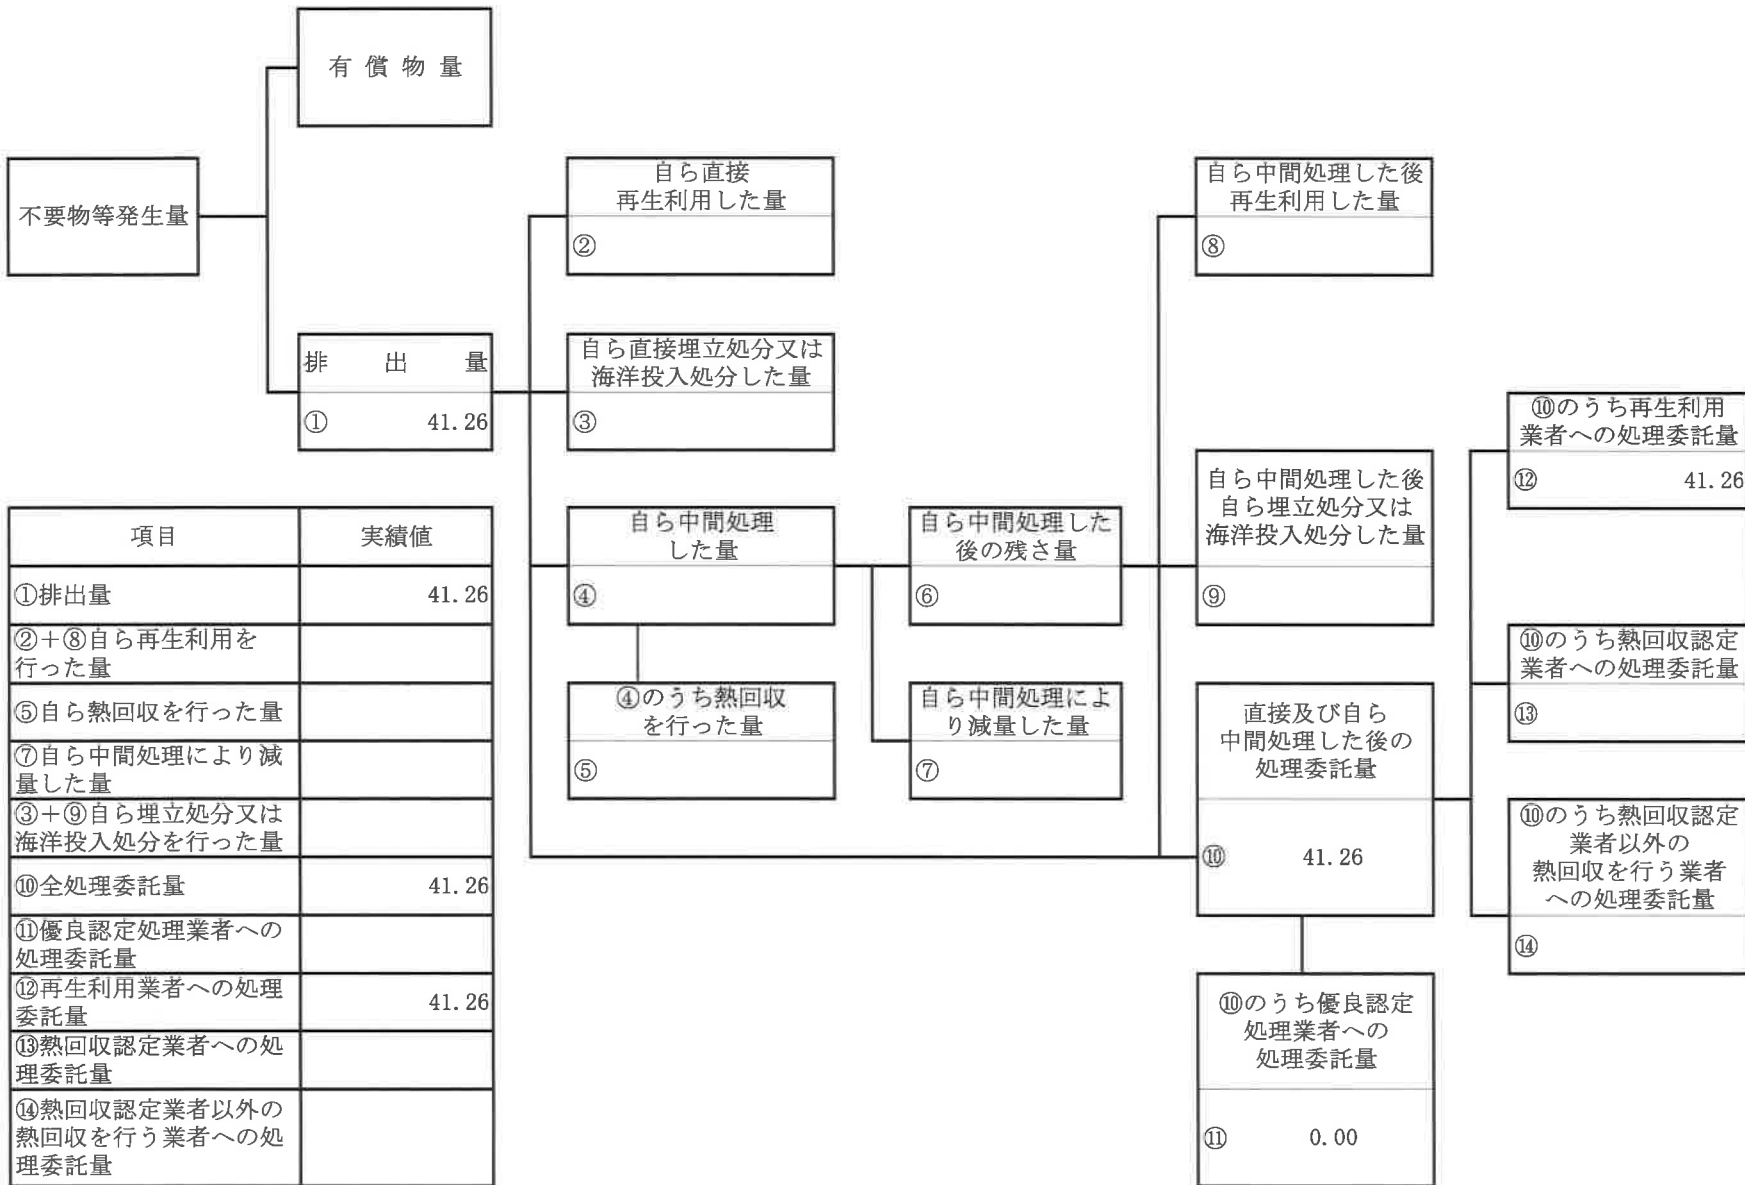 有償物量
不要物等発生量
排出量
① 41.26
自ら直接
再生利用した量
②
自ら直接埋立処分又は
海洋投入処分した量
③
自ら中間処理
した量
④
④のうち熱回収
を行った量
⑤
自ら中間処理した
後の残さ量
⑥
自ら中間処理によ
り減量した量
⑦
自ら中間処理した後
再生利用した量
⑧
自ら中間処理した後
自ら埋立処分又は
海洋投入処分した量
⑨
直接及び自ら
中間処理した後の
処理委託量
⑩ 41.26
⑩のうち優良認定
処理業者への
処理委託量
⑪ 0.00
⑩のうち再生利用
業者への処理委託量
⑫ 41.26
⑩のうち熱回収認定
業者への処理委託量
⑬
⑩のうち熱回収認定
業者以外の
熱回収を行う業者
への処理委託量
⑭
項目 実績値
①排出量 41.26
②+⑧自ら再生利用を
行った量
⑤自ら熱回収を行った量
⑦自ら中間処理により減
量した量
③+⑨自ら埋立処分又は
海洋投入処分を行った量
⑩全処理委託量 41.26
⑪優良認定処理業者への
処理委託量
⑫再生利用業者への処理
委託量 41.26
⑬熱回収認定業者への処
理委託量
⑭熱回収認定業者以外の
熱回収を行う業者への処
理委託量